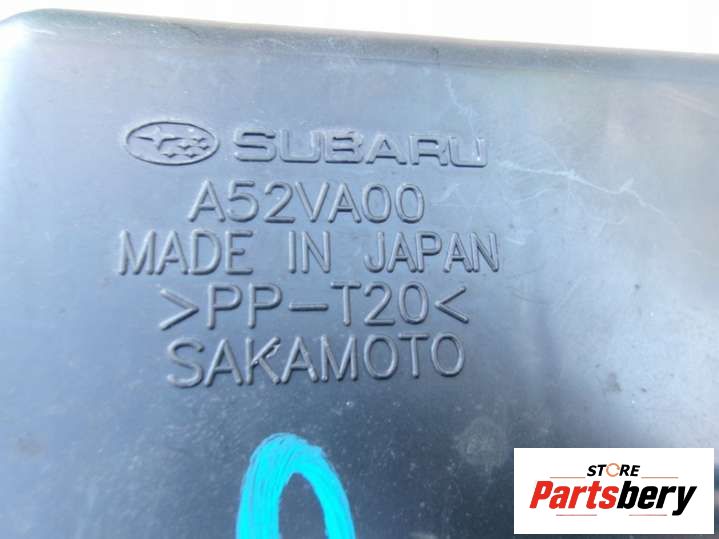 SUBARU
A52VA00
MADE IN JAPAN
>PP-T20<
SAKAMOTO
STORE
Partsbery